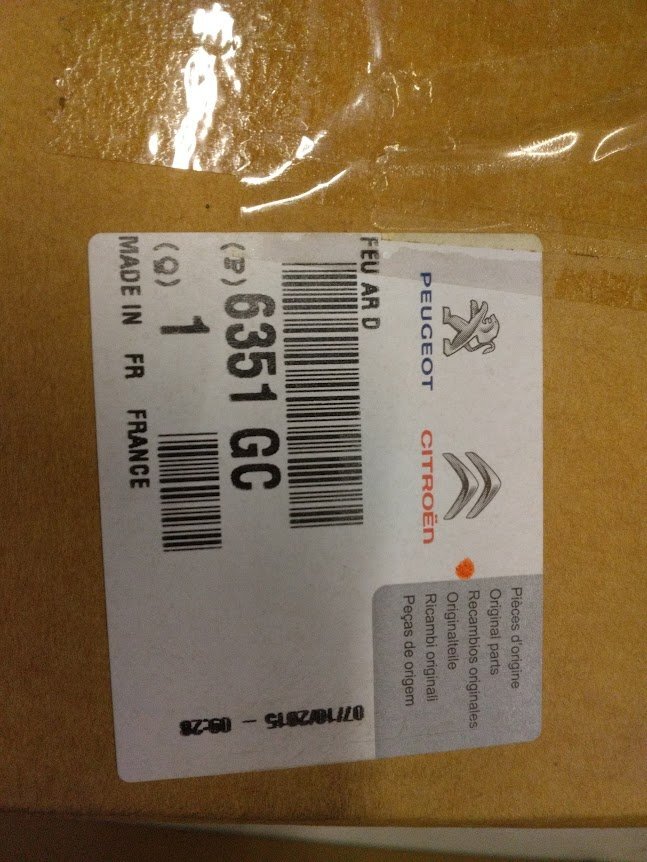 PEUGEOT
CITROËN
Pièces d'origine
Original parts
Recambios originales
Originalteile
Ricambi originali
Peças de origem
FEU AR D
(P) 6351 GC
(Q) 1
MADE IN FR FRANCE
07/10/2015 - 09:28